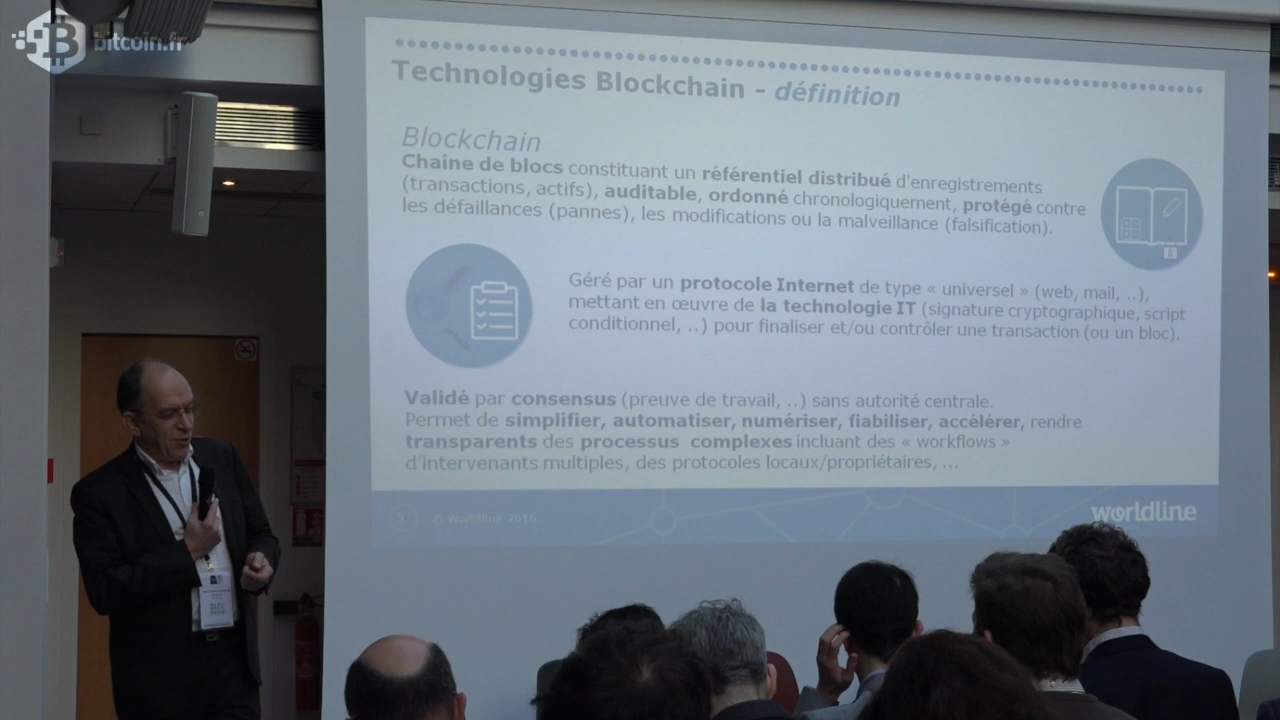 bitcoin.fr
Technologies Blockchain - définition
Blockchain
Chaîne de blocs constituant un référentiel distribué d'enregistrements
(transactions, actifs), auditable, ordonné chronologiquement, protégé contre
les défaillances (pannes), les modifications ou la malveillance (falsification).
Géré par un protocole Internet de type « universel » (web, mail, ..),
mettant en œuvre de la technologie IT (signature cryptographique, script
conditionnel, ..) pour finaliser et/ou contrôler une transaction (ou un bloc).
Validé par consensus (preuve de travail, ..) sans autorité centrale.
Permet de simplifier, automatiser, numériser, fiabiliser, accélérer, rendre
transparents des processus complexes incluant des « workflows »
d'intervenants multiples, des protocoles locaux/propriétaires, ...
© Worldline 2016
worldline